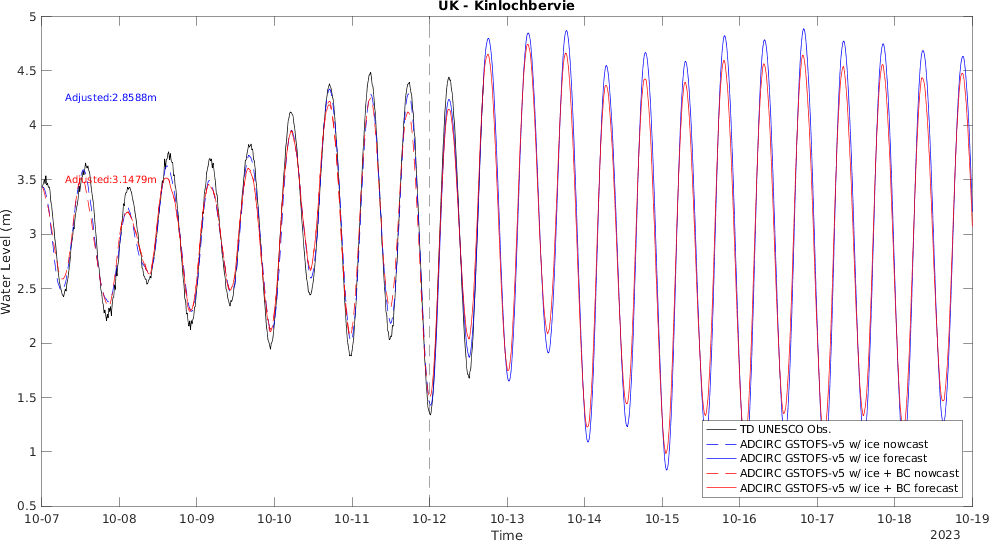 UK - Kinlochbervie
5
4.5
4
3.5
3
2.5
2
1.5
1
0.5
Water Level (m)
Adjusted:2.8588m
Adjusted:3.1479m
TD UNESCO Obs.
ADCIRC GSTOFS-v5 w/ ice nowcast
ADCIRC GSTOFS-v5 w/ ice forecast
ADCIRC GSTOFS-v5 w/ ice + BC nowcast
ADCIRC GSTOFS-v5 w/ ice + BC forecast
10-07 10-08 10-09 10-10 10-11 10-12 10-13 10-14 10-15 10-16 10-17 10-18 10-19
Time
2023